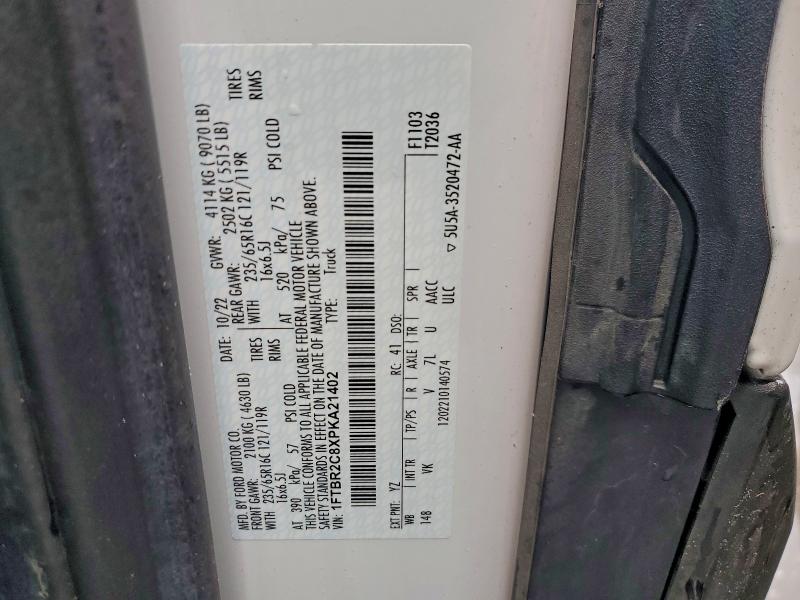 MFD. BY FORD MOTOR CO.
DATE: 10/22 GVWR: 4114 KG ( 9070 LB)
FRONT GAWR: 2100 KG ( 4630 LB) REAR GAWR: 2502 KG ( 5515 LB)
WITH 235/65R16C 121/119R TIRES WITH 235/65R16C 121/119R TIRES
16x6.5J RIMS 16x6.5J RIMS
AT 390 kPa/ 57 PSI COLD AT 520 kPa/ 75 PSI COLD
THIS VEHICLE CONFORMS TO ALL APPLICABLE FEDERAL MOTOR VEHICLE
SAFETY STANDARDS IN EFFECT ON THE DATE OF MANUFACTURE SHOWN ABOVE.
VIN: 1FTBR2C8XPKA21402 TYPE: Truck
EXT PNT: YZ RC: 41 DSO: F1103
WB INT TR TP/PS R AXLE TR SPR T2036
148 VK V 7L U AACC
1202210140574 ULC
▽ 5U5A-3520472-AA